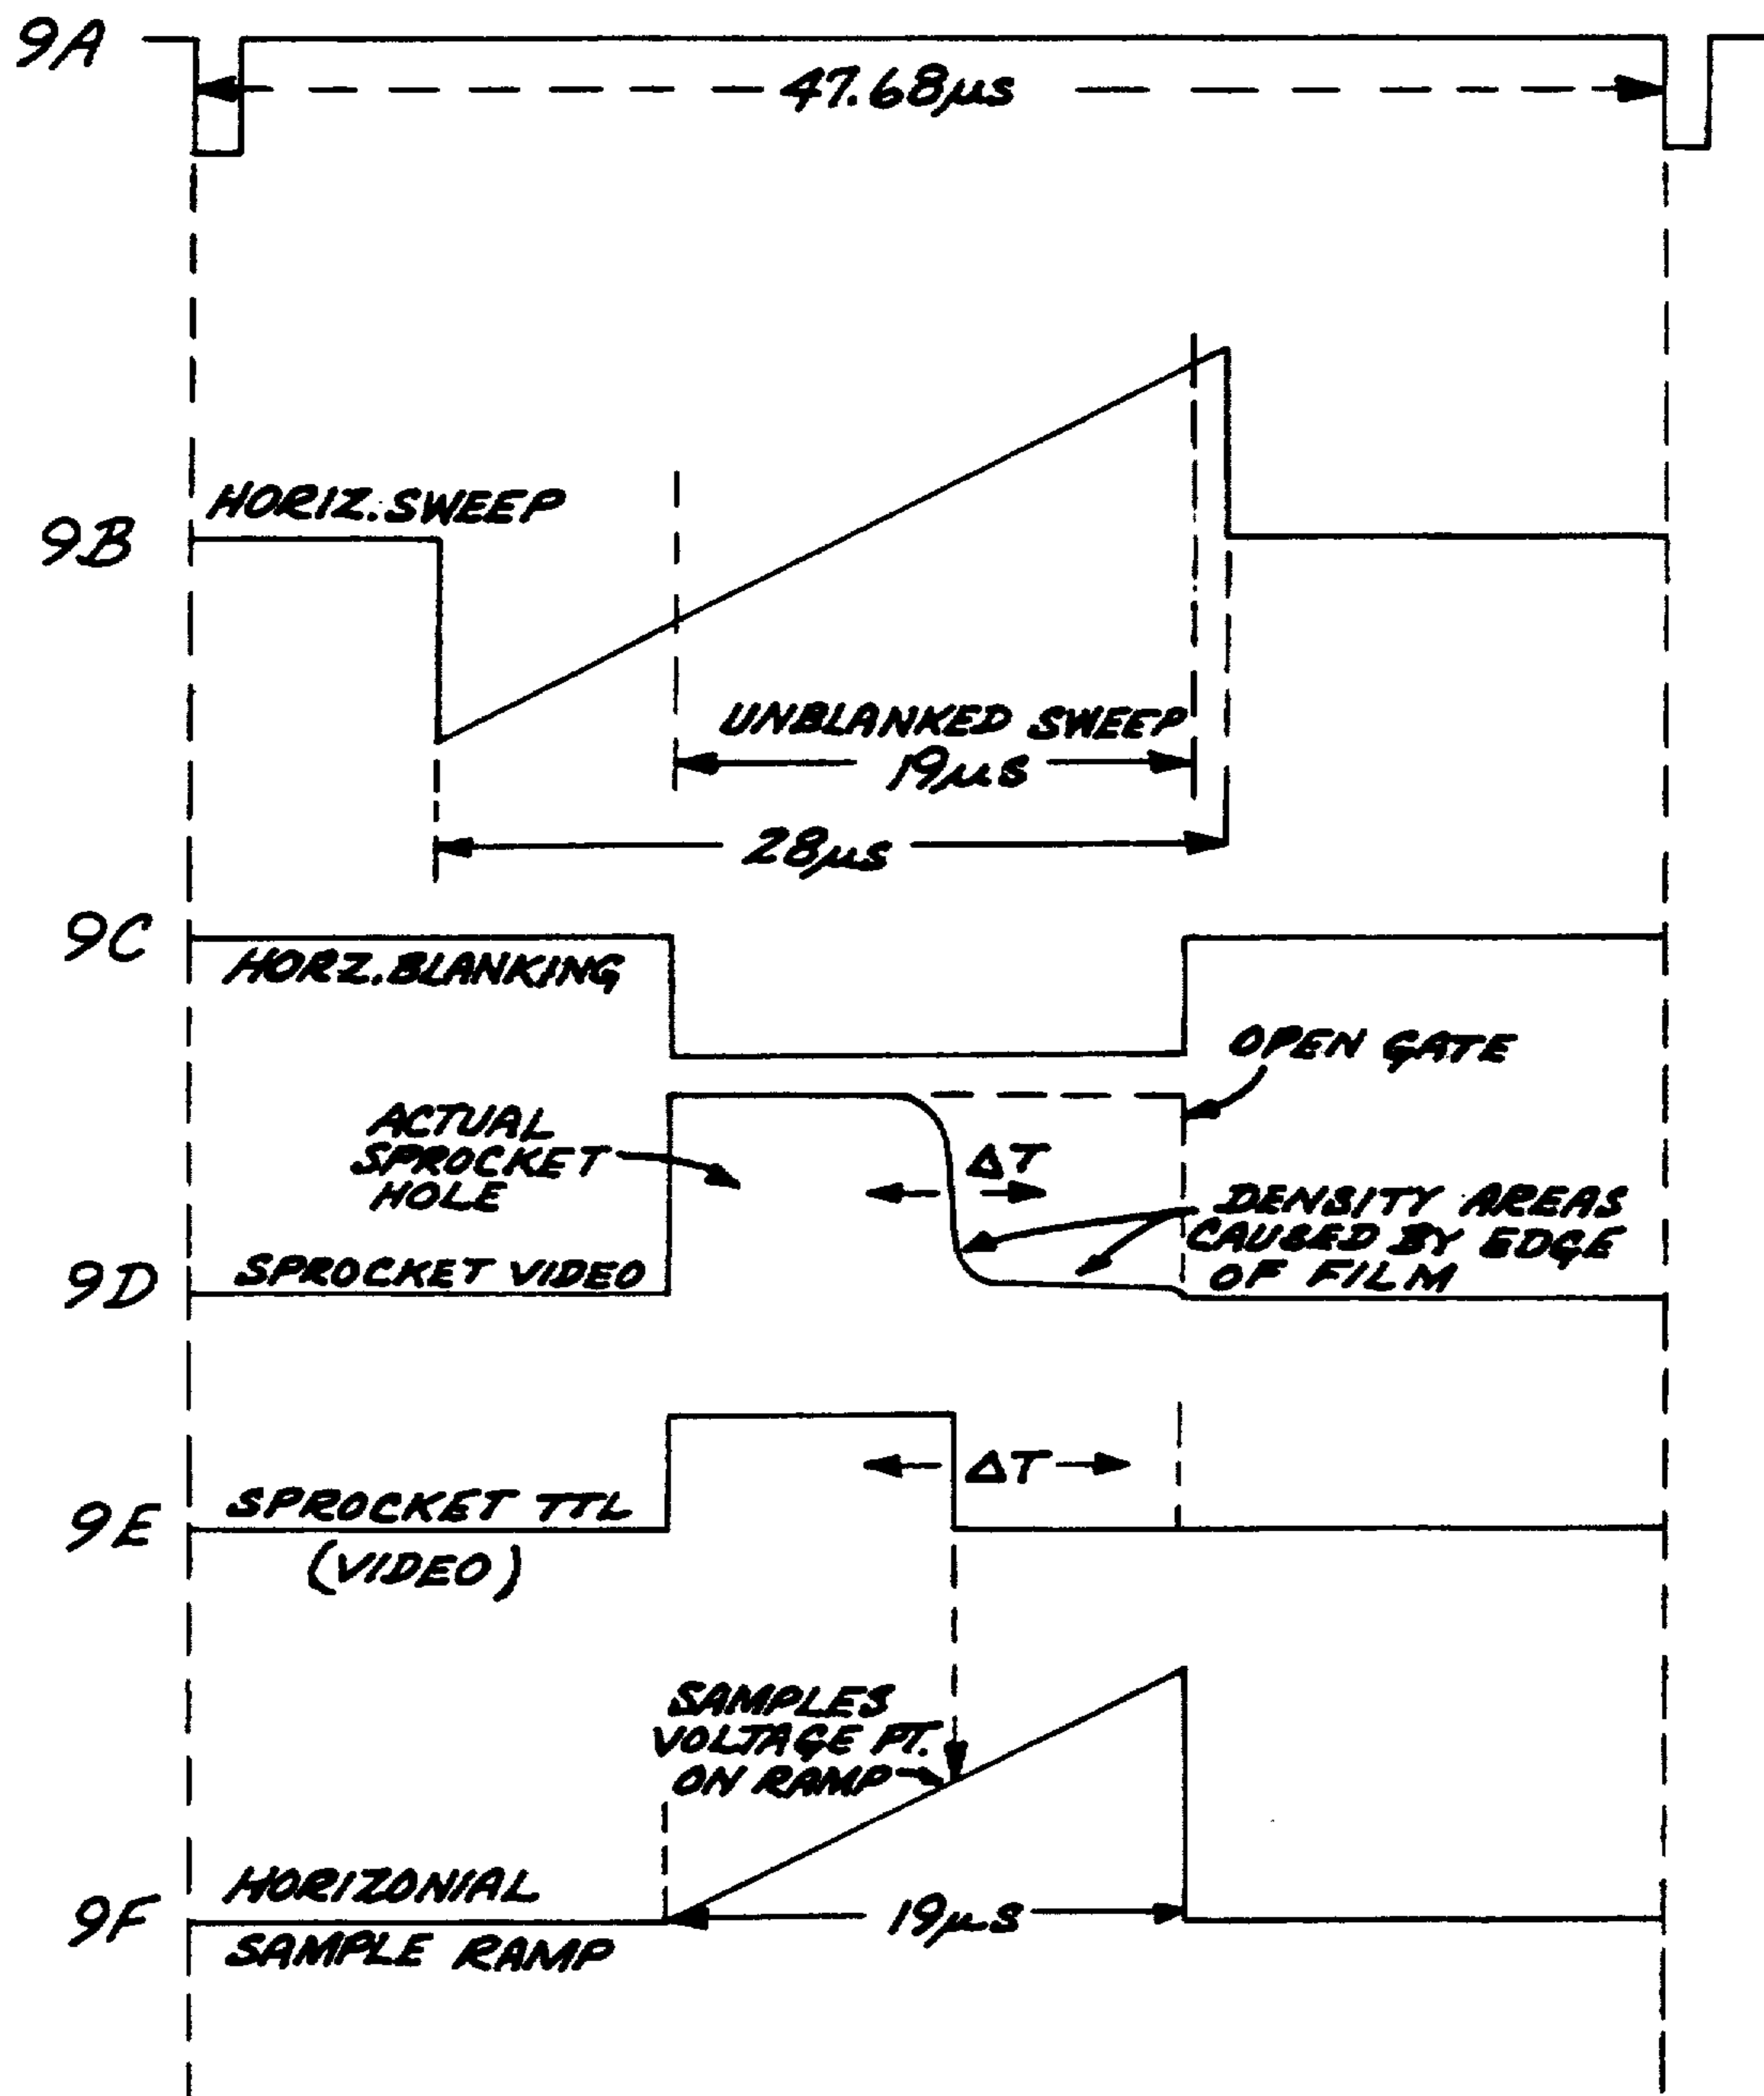 9A
47.68μs
HORIZ.SWEEP
9B
UNBLANKED SWEEP
19μs
28μs
9C
HORZ.BLANKING
OPEN GATE
ACTUAL
SPROCKET
HOLE
ΔT
DENSITY AREAS
CAUSED BY EDGE
OF FILM
9D
SPROCKET VIDEO
ΔT
9E
SPROCKET TTL
(VIDEO)
SAMPLES
VOLTAGE PT.
ON RAMP
9F
HORIZONIAL
SAMPLE RAMP
19μs